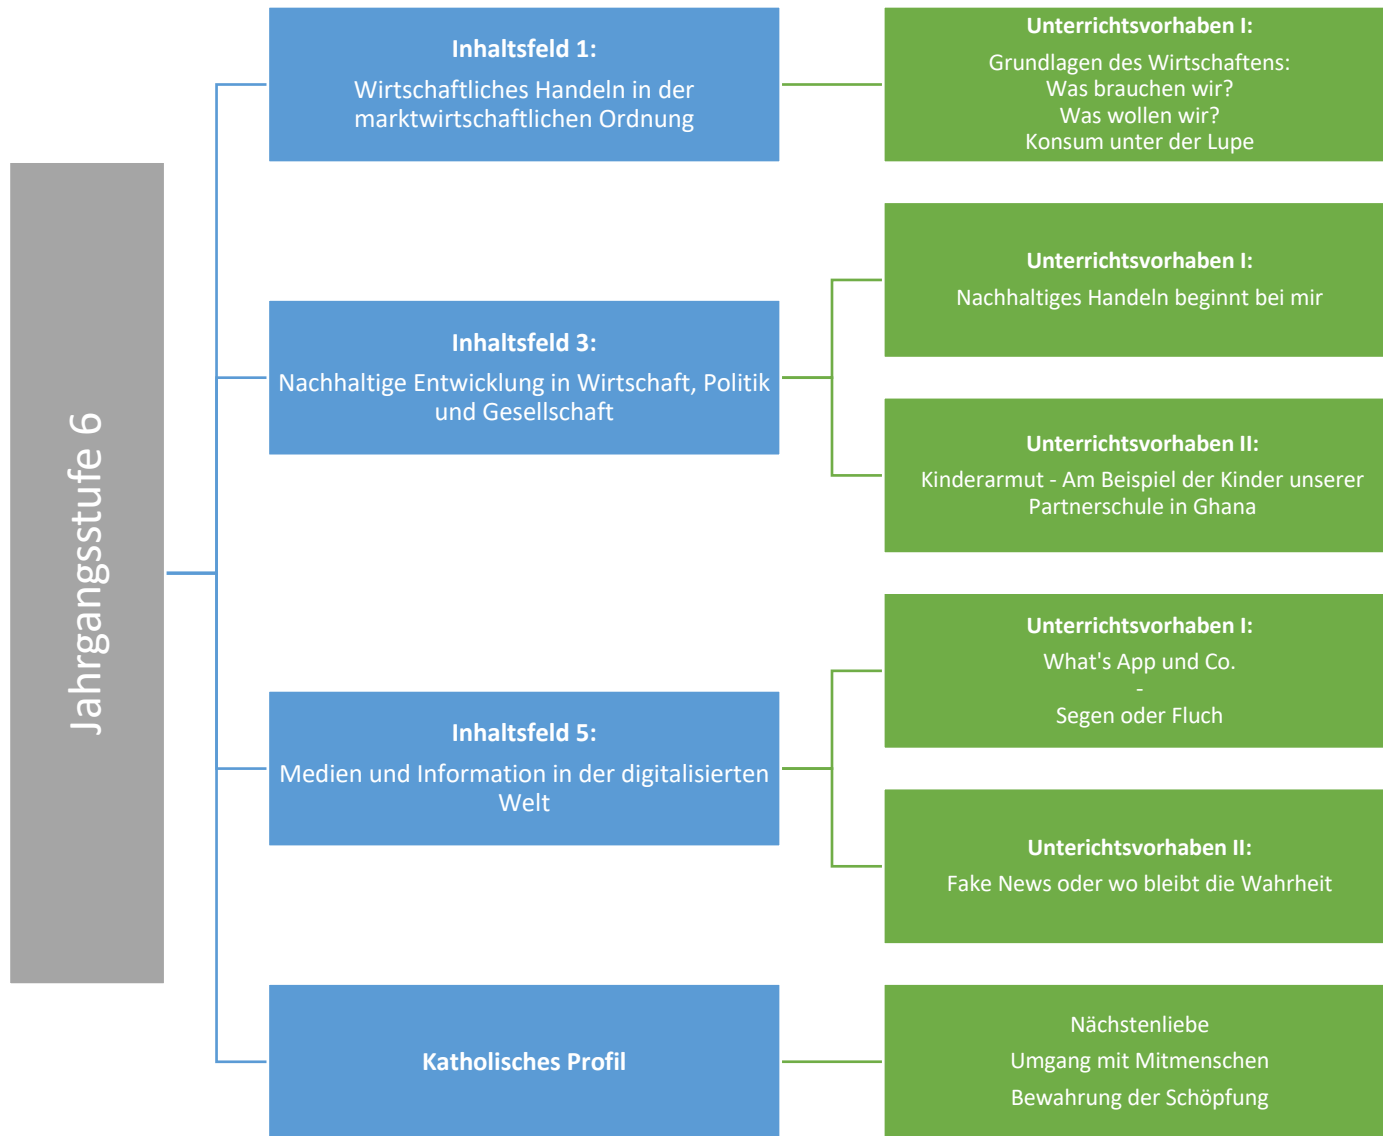 Jahrgangsstufe 6
Inhaltsfeld 1:
Wirtschaftliches Handeln in der
marktwirtschaftlichen Ordnung
Unterrichtsvorhaben I:
Grundlagen des Wirtschaftens:
Was brauchen wir?
Was wollen wir?
Konsum unter der Lupe
Inhaltsfeld 3:
Nachhaltige Entwicklung in Wirtschaft, Politik
und Gesellschaft
Unterrichtsvorhaben I:
Nachhaltiges Handeln beginnt bei mir
Unterrichtsvorhaben II:
Kinderarmut - Am Beispiel der Kinder unserer
Partnerschule in Ghana
Inhaltsfeld 5:
Medien und Information in der digitalisierten
Welt
Unterrichtsvorhaben I:
What's App und Co.
-
Segen oder Fluch
Unterichtsvorhaben II:
Fake News oder wo bleibt die Wahrheit
Katholisches Profil
Nächstenliebe
Umgang mit Mitmenschen
Bewahrung der Schöpfung